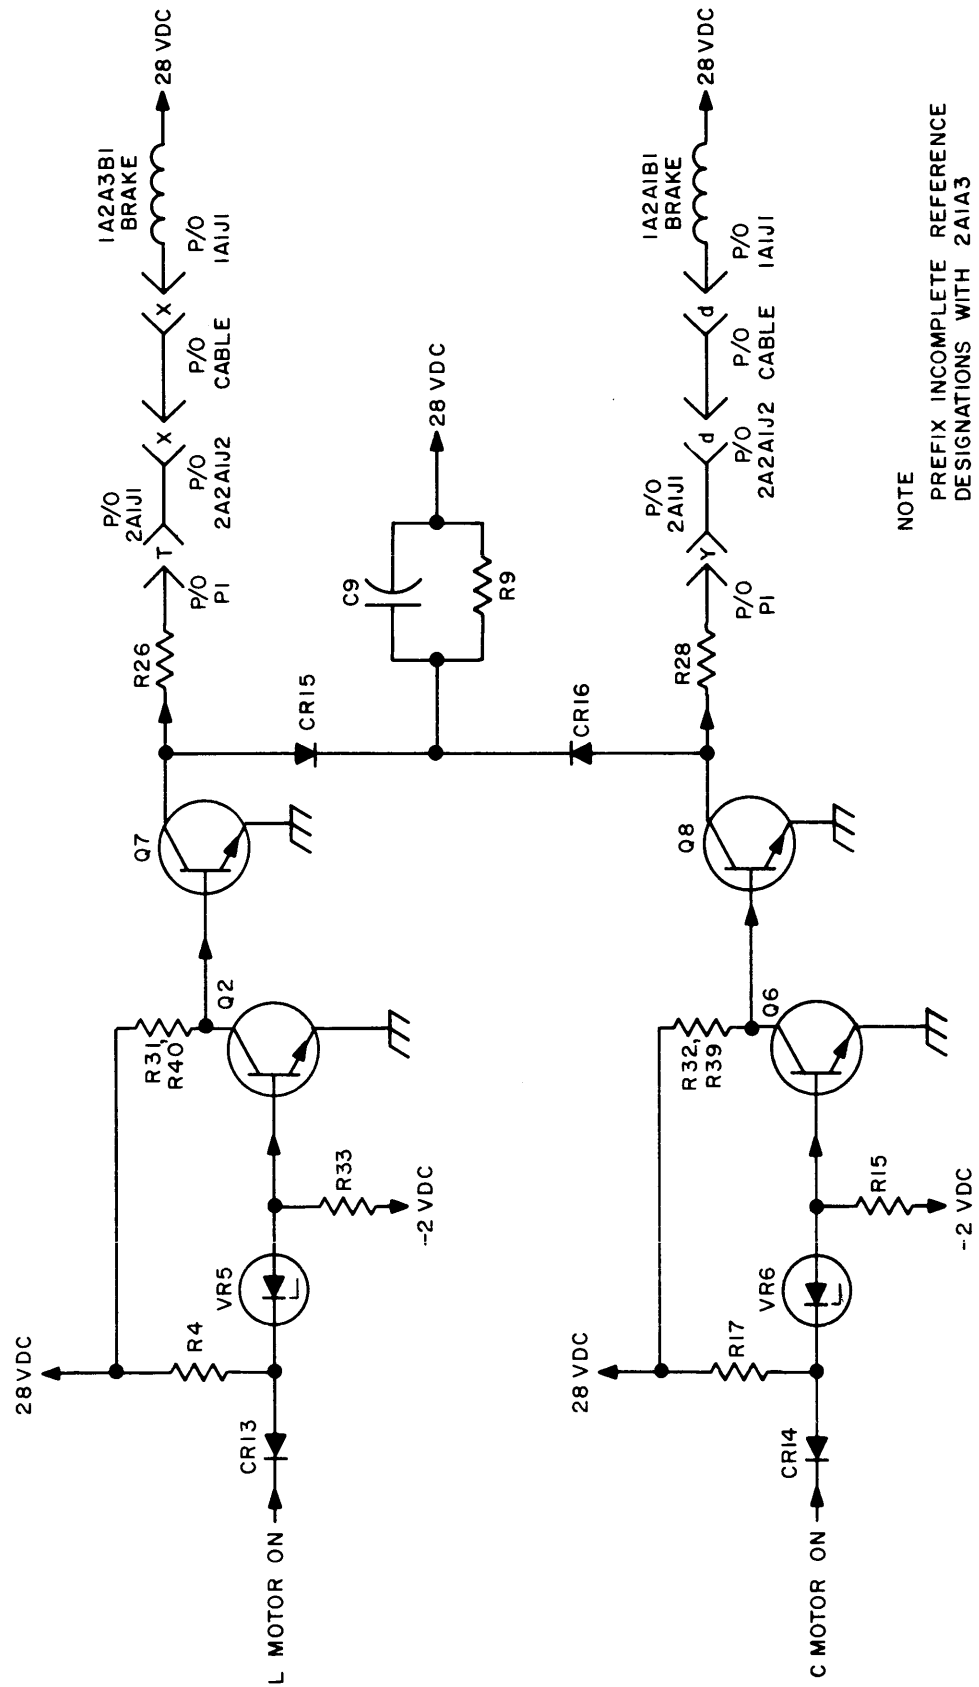 L MOTOR ON
CR13
28 VDC
R4
VR5
R33
-2 VDC
R31,
R40
Q2
Q7
R26
P/O
P1
T
P/O
2A1J1
P/O
2A2A1J2
X
P/O
CABLE
X
P/O
1A1J1
1A2A3B1
BRAKE
28 VDC
CR15
C9
R9
28 VDC
CR16
C MOTOR ON
CR14
28 VDC
R17
VR6
R15
-2 VDC
R32,
R39
Q6
Q8
R28
P/O
P1
Y
P/O
2A1J1
P/O
2A2A1J2
d
P/O
CABLE
d
P/O
1A1J1
1A2A1B1
BRAKE
28 VDC
NOTE
PREFIX INCOMPLETE REFERENCE
DESIGNATIONS WITH 2A1A3